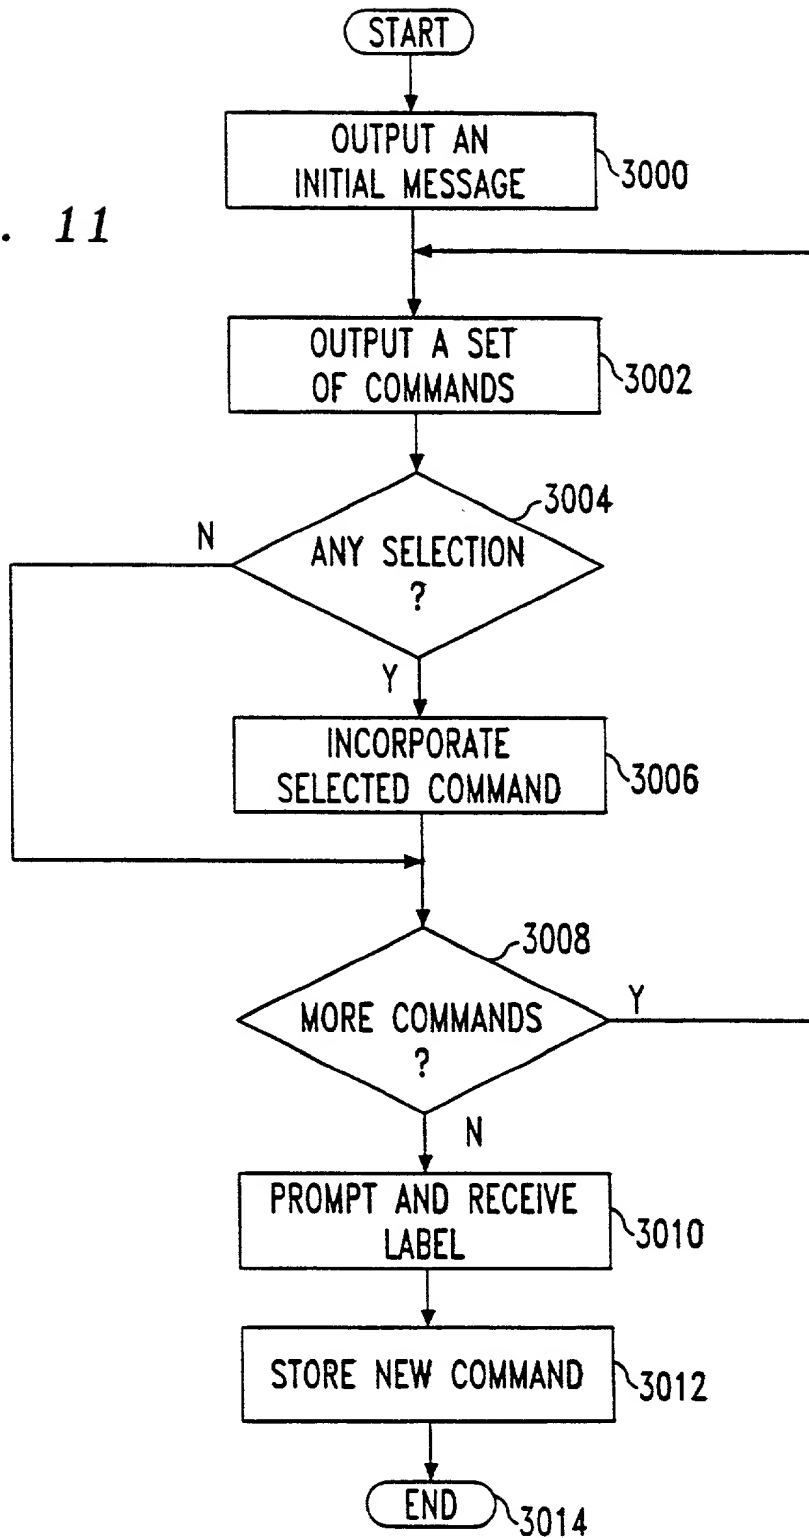 START
OUTPUT AN
INITIAL MESSAGE
3000
. 11
OUTPUT A SET
OF COMMANDS
3002
3004
N
ANY SELECTION
?
Y
INCORPORATE
SELECTED COMMAND
3006
3008
MORE COMMANDS
?
Y
N
PROMPT AND RECEIVE
LABEL
3010
STORE NEW COMMAND
3012
END
3014